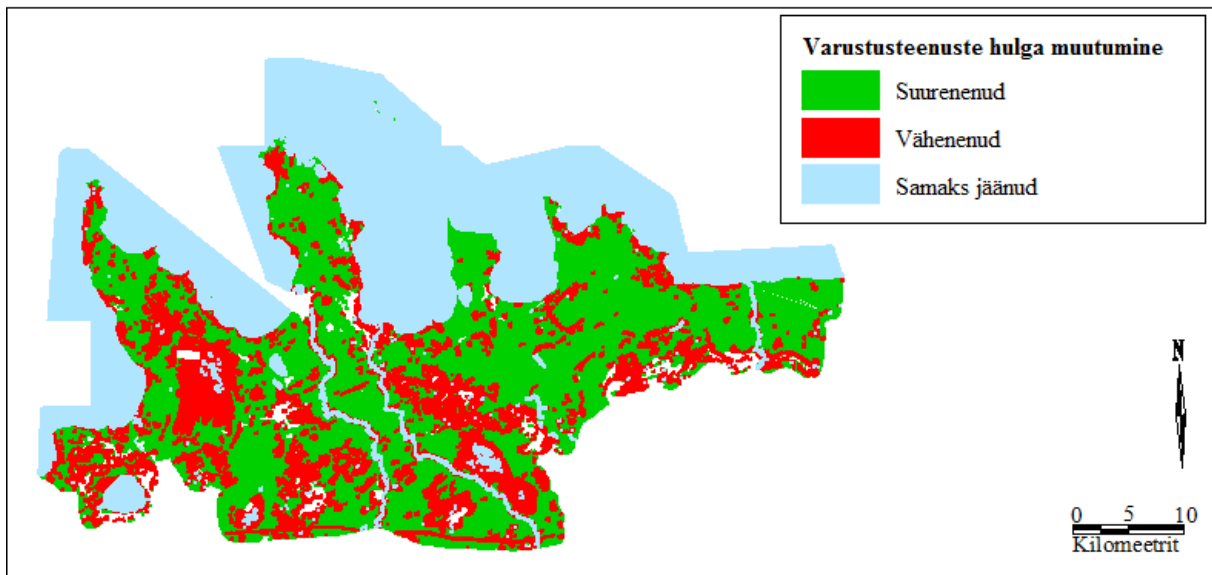 Varustusteenuste hulga muutumine
Suurenenud
Vähenenud
Samaks jäänud
N
0 5 10
Kilomeetrit